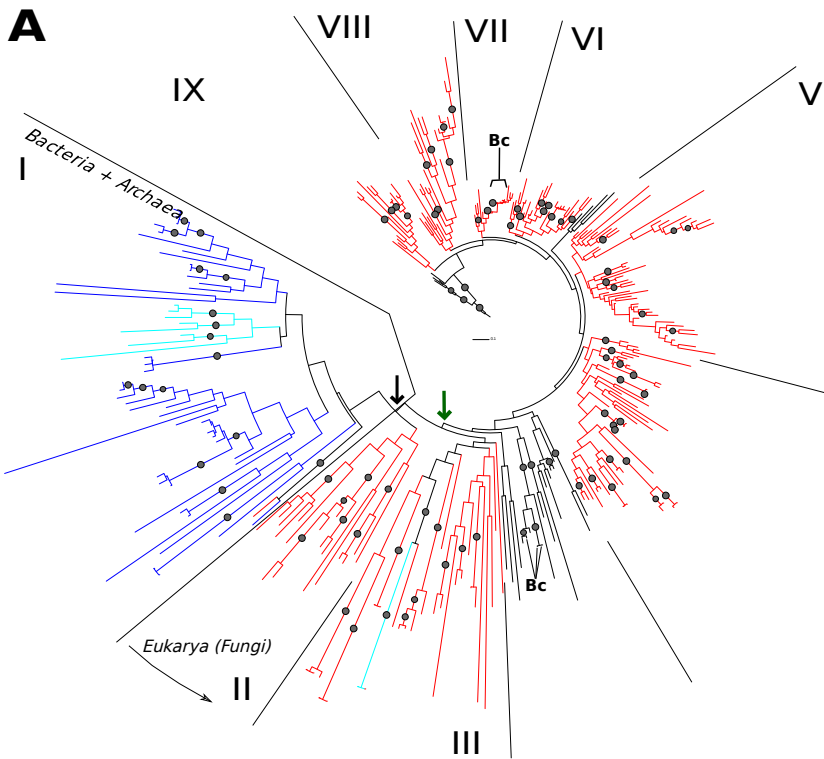 A
VIII
VII
VI
V
IX
Bc
Bacteria + Archaea
I
Bc
Eukarya (Fungi)
II
III